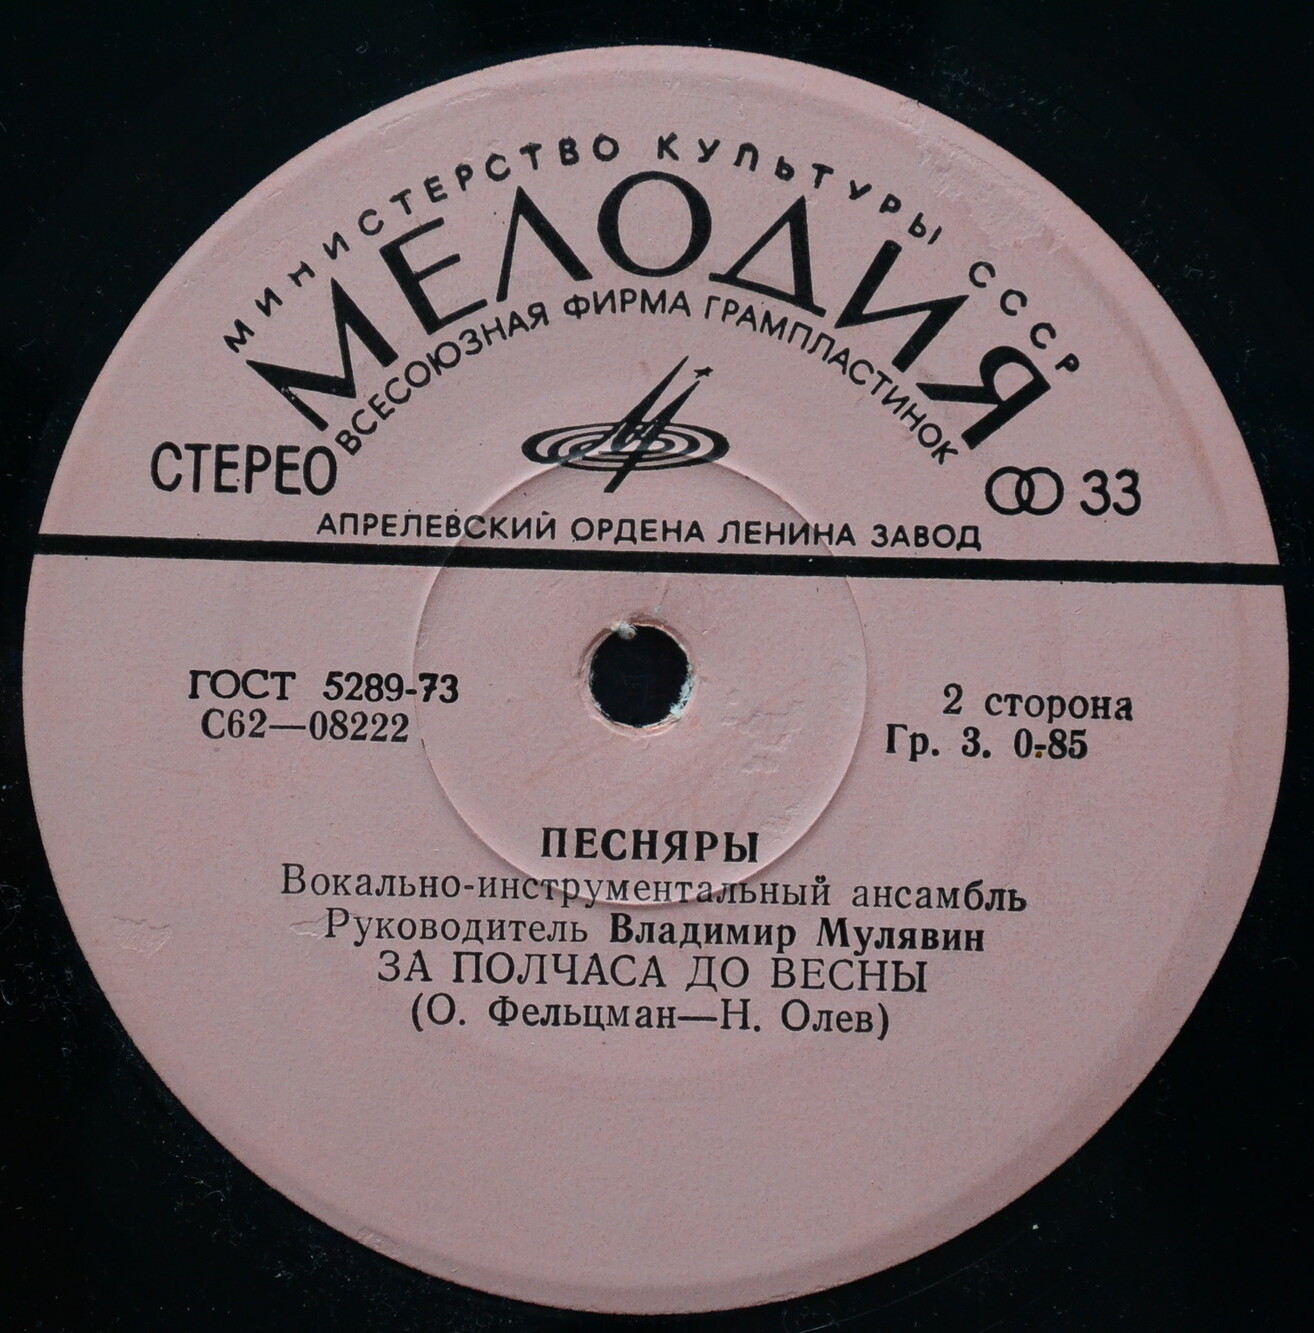 МИНИСТЕРСТВО КУЛЬТУРЫ СССР
МЕЛОДИЯ
ВСЕСОЮЗНАЯ ФИРМА ГРАМПЛАСТИНОК
СТЕРЕО
33
АПРЕЛЕВСКИЙ ОРДЕНА ЛЕНИНА ЗАВОД
ГОСТ 5289-73
С62—08222
2 сторона
Гр. 3. 0-85
ПЕСНЯРЫ
Вокально-инструментальный ансамбль
Руководитель Владимир Мулявин
ЗА ПОЛЧАСА ДО ВЕСНЫ
(О. Фельцман—Н. Олев)